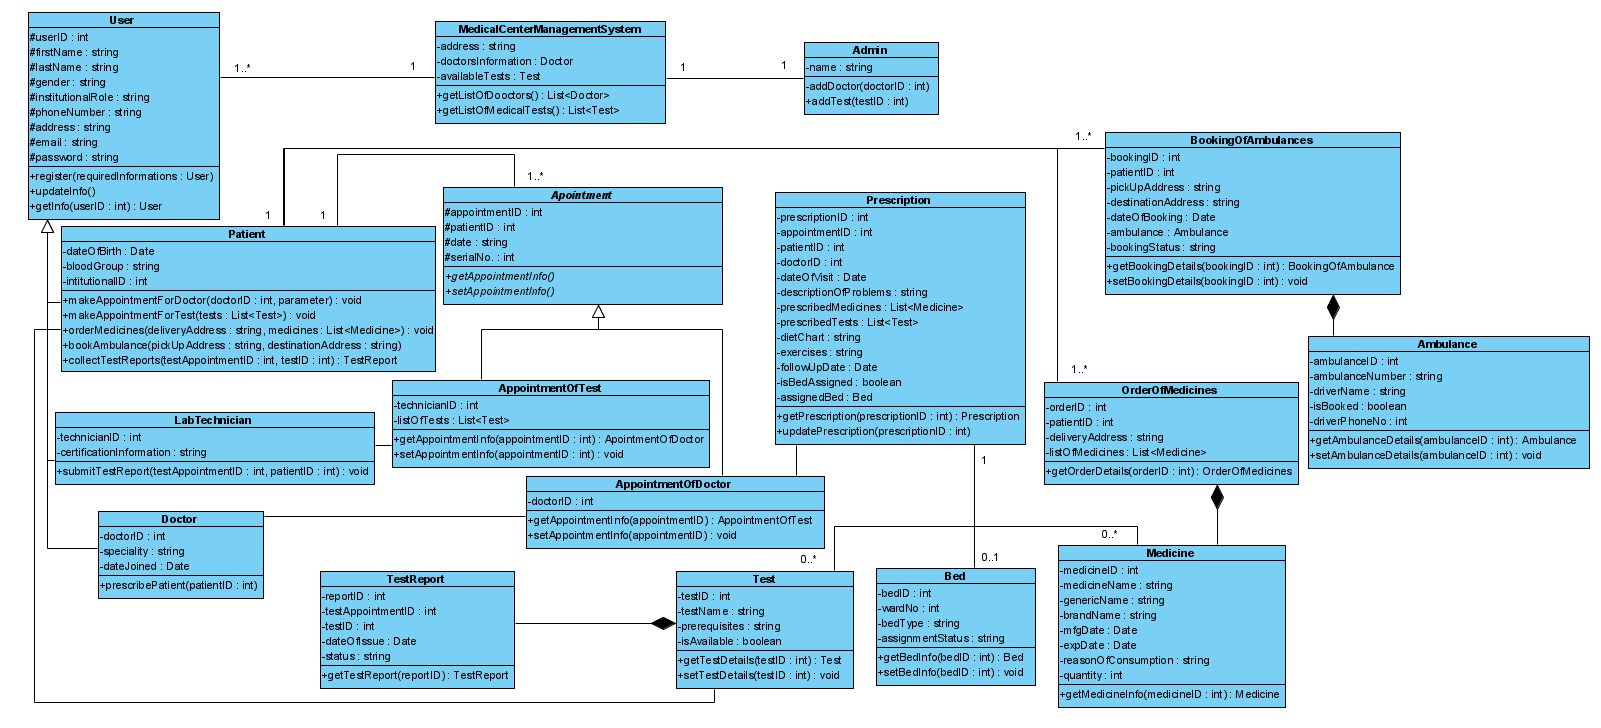 User
#userID : int
#firstName : string
#lastName : string
#gender : string
#institutionalRole : string
#phoneNumber : string
#address : string
#email : string
#password : string
+register(requiredInformations : User)
+updateInfo()
+getInfo(userID : int) : User
1..*
1
MedicalCenterManagementSystem
-address : string
-doctorsInformation : Doctor
-availableTests : Test
+getListOfDooctors() : List<Doctor>
+getListOfMedicalTests() : List<Test>
1
1
Admin
-name : string
-addDoctor(doctorID : int)
+addTest(testID : int)
1..*
BookingOfAmbulances
-bookingID : int
-patientID : int
-pickUpAddress : string
-destinationAddress : string
-dateOfBooking : Date
-ambulance : Ambulance
-bookingStatus : string
+getBookingDetails(bookingID : int) : BookingOfAmbulance
+setBookingDetails(bookingID : int) : void
1
1
1..*
Patient
-dateOfBirth : Date
-bloodGroup : string
-intitutionalID : int
+makeAppointmentForDoctor(doctorID : int, parameter) : void
+makeAppointmentForTest(tests : List<Test>) : void
+orderMedicines(deliveryAddress : string, medicines : List<Medicine>) : void
+bookAmbulance(pickUpAddress : string, destinationAddress : string)
+collectTestReports(testAppointmentID : int, testID : int) : TestReport
Apointment
#appointmentID : int
#patientID : int
#date : string
#serialNo. : int
+getAppointmentInfo()
+setAppointmentInfo()
Prescription
-prescriptionID : int
-appointmentID : int
-patientID : int
-doctorID : int
-dateOfVisit : Date
-descriptionOfProblems : string
-prescribedMedicines : List<Medicine>
-prescribedTests : List<Test>
-dietChart : string
-exercises : string
-followUpDate : Date
-isBedAssigned : boolean
-assignedBed : Bed
+getPrescription(prescriptionID : int) : Prescription
+updatePrescription(prescriptionID : int)
Ambulance
-ambulanceID : int
-ambulanceNumber : string
-driverName : string
-isBooked : boolean
-driverPhoneNo : int
+getAmbulanceDetails(ambulanceID : int) : Ambulance
+setAmbulanceDetails(ambulanceID : int) : void
1..*
OrderOfMedicines
-orderID : int
-patientID : int
-deliveryAddress : string
-listOfMedicines : List<Medicine>
+getOrderDetails(orderID : int) : OrderOfMedicines
AppointmentOfTest
-technicianID : int
-listOfTests : List<Test>
+getAppointmentInfo(appointmentID : int) : ApointmentOfDoctor
+setAppointmentInfo(appointmentID : int) : void
LabTechnician
-technicianID : int
-certificationInformation : string
+submitTestReport(testAppointmentID : int, patientID : int) : void
AppointmentOfDoctor
-doctorID : int
+getAppointmentInfo(appointmentID) : AppointmentOfTest
+setAppointmentInfo(appointmentID) : void
Doctor
-doctorID : int
-speciality : string
-dateJoined : Date
+prescribePatient(patientID : int)
1
0..*
0..1
0..*
TestReport
-reportID : int
-testAppointmentID : int
-testID : int
-dateOfIssue : Date
-status : string
+getTestReport(reportID) : TestReport
Test
-testID : int
-testName : string
-prerequisites : string
-isAvailable : boolean
+getTestDetails(testID : int) : Test
+setTestDetails(testID : int) : void
Bed
-bedID : int
-wardNo : int
-bedType : string
-assignmentStatus : string
+getBedInfo(bedID : int) : Bed
+setBedInfo(bedID : int) : void
Medicine
-medicineID : int
-medicineName : string
-genericName : string
-brandName : string
-mfgDate : Date
-expDate : Date
-reasonOfConsumption : string
-quantity : int
+getMedicineInfo(medicineID : int) : Medicine